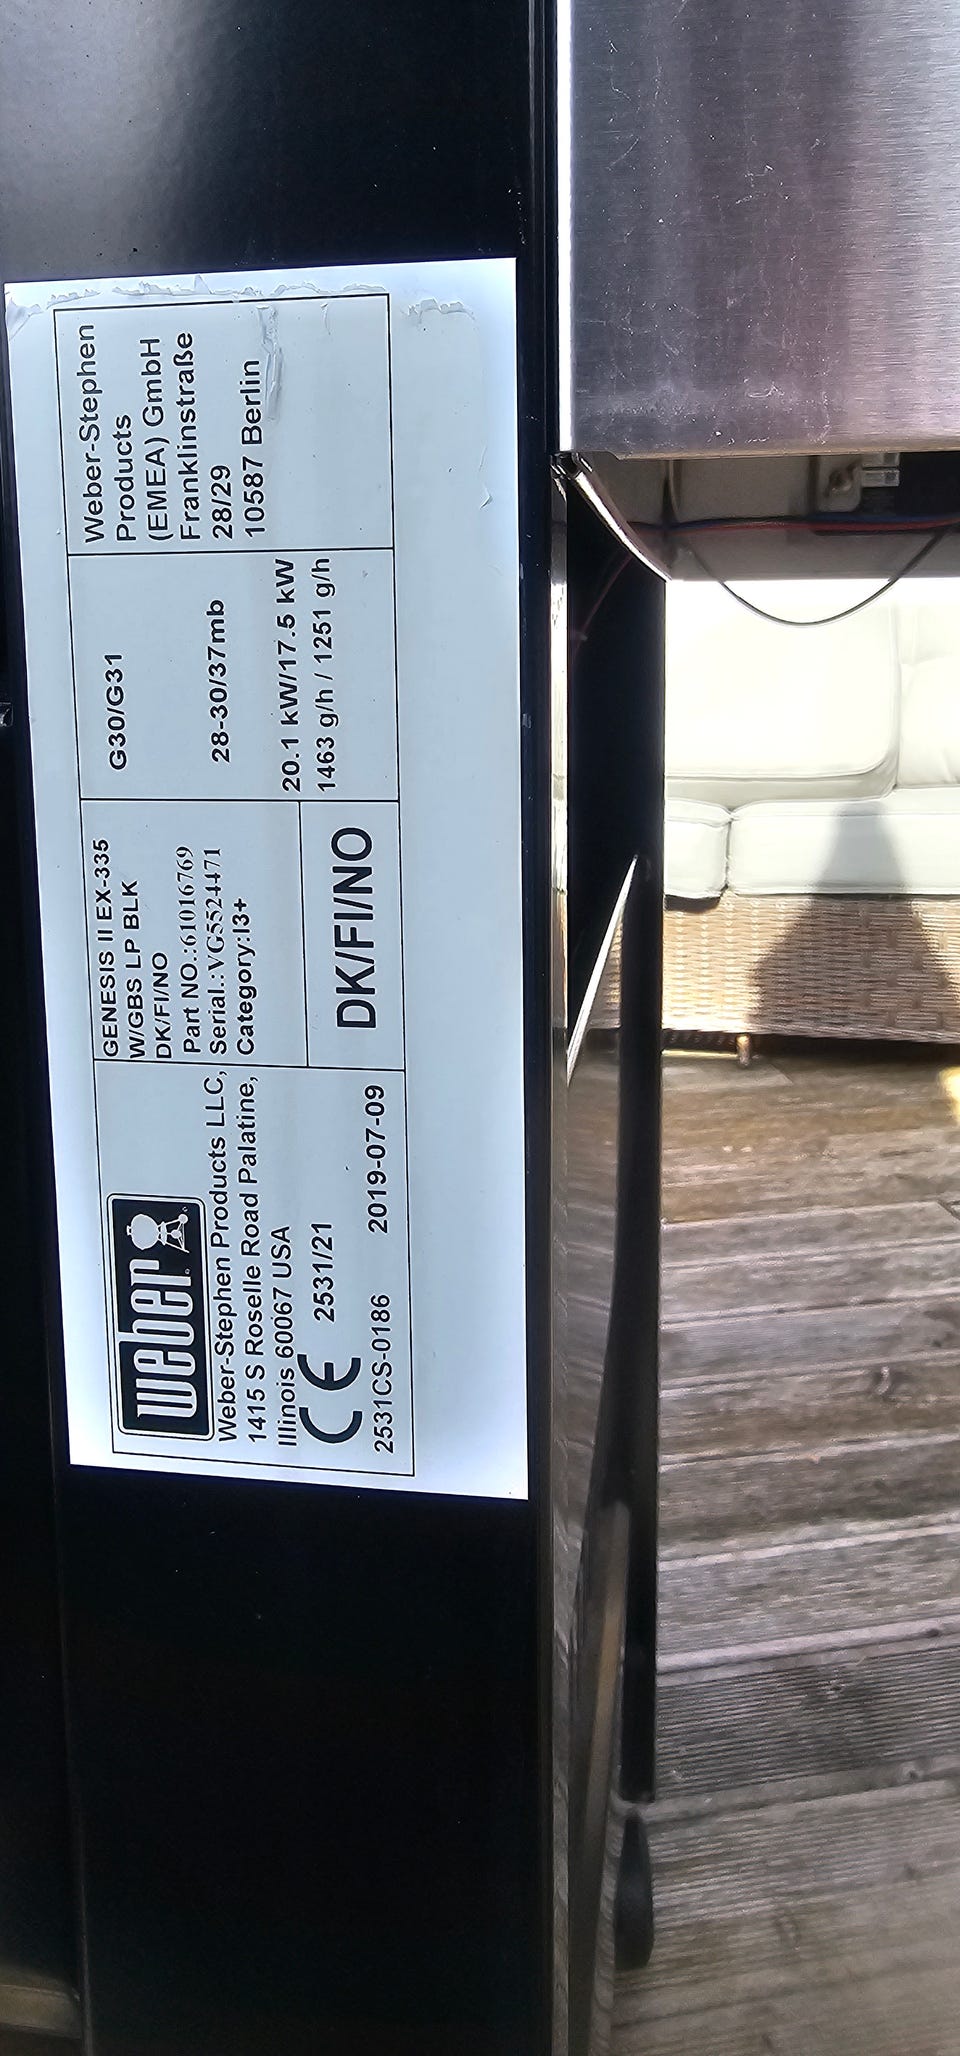 weber
Weber-Stephen Products LLC,
1415 S Roselle Road Palatine,
Illinois 60067 USA
CE 2531/21
2531CS-0186 2019-07-09
GENESIS II EX-335
W/GBS LP BLK
DK/FI/NO
Part NO.:61016769
Serial.:VG5524471
Category:I3+
DK/FI/NO
G30/G31
28-30/37mb
20.1 kW/17.5 kW
1463 g/h / 1251 g/h
Weber-Stephen
Products
(EMEA) GmbH
Franklinstraße
28/29
10587 Berlin